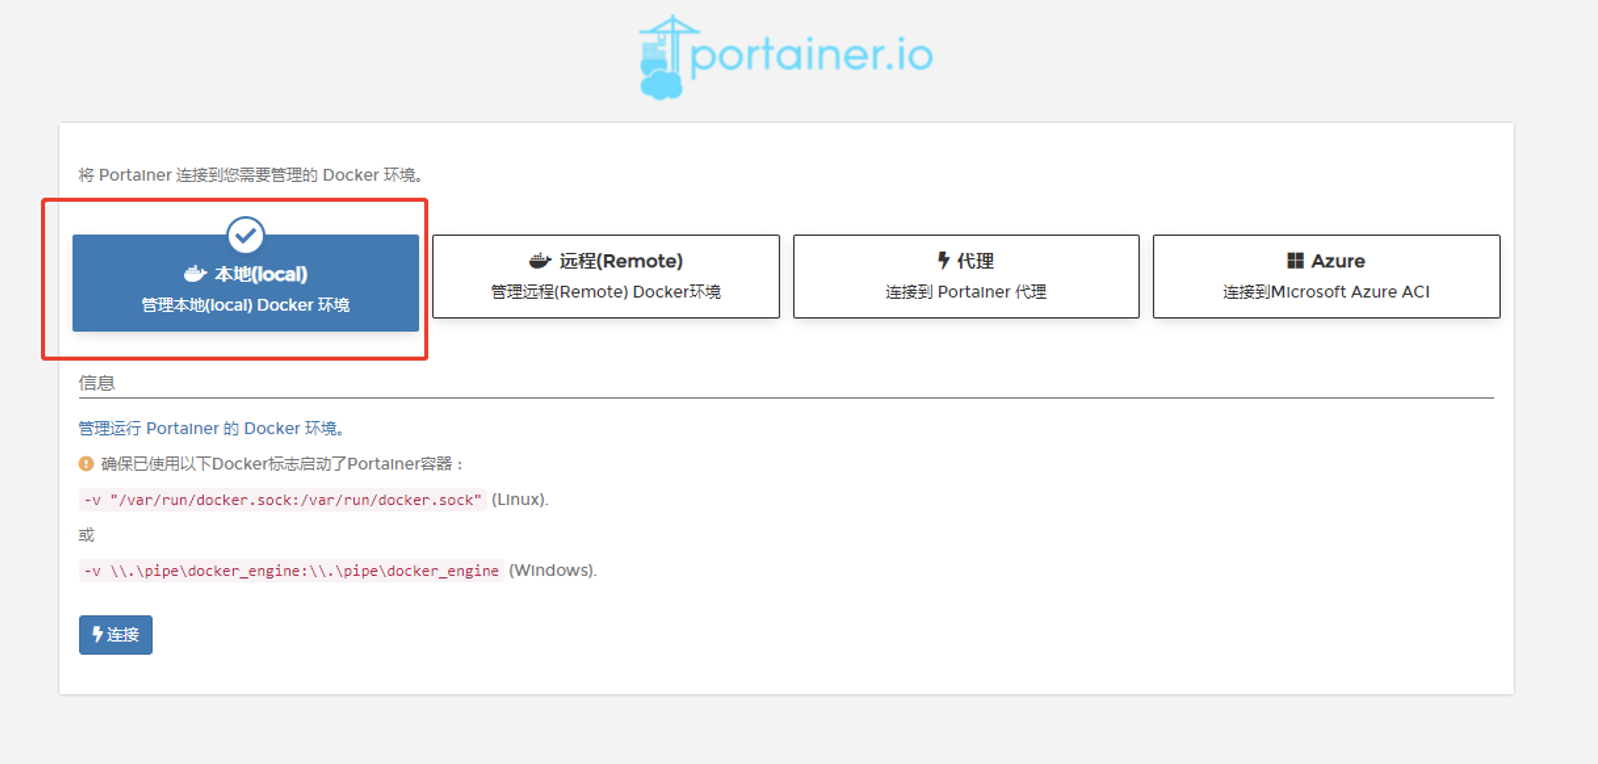 portainer.io
将 Portainer 连接到您需要管理的 Docker 环境。
本地(local)
管理本地(local) Docker 环境
远程(Remote)
管理远程(Remote) Docker环境
代理
连接到 Portainer 代理
Azure
连接到Microsoft Azure ACI
信息
管理运行 Portainer 的 Docker 环境。
确保已使用以下Docker标志启动了Portainer容器：
-v "/var/run/docker.sock:/var/run/docker.sock" (Linux).
或
-v \\.\pipe\docker_engine:\\.\pipe\docker_engine (Windows).
连接